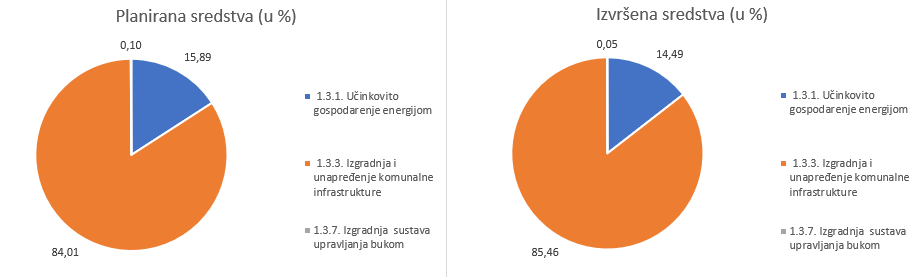 Planirana sredstva (u %)
0,10
15,89
84,01
1.3.1. Učinkovito
gospodarenje energijom
1.3.3. Izgradnja i
unapređenje komunalne
infrastrukture
1.3.7. Izgradnja sustava
upravljanja bukom
Izvršena sredstva (u %)
0,05
14,49
85,46
1.3.1. Učinkovito
gospodarenje energijom
1.3.3. Izgradnja i
unapređenje komunalne
infrastrukture
1.3.7. Izgradnja sustava
upravljanja bukom